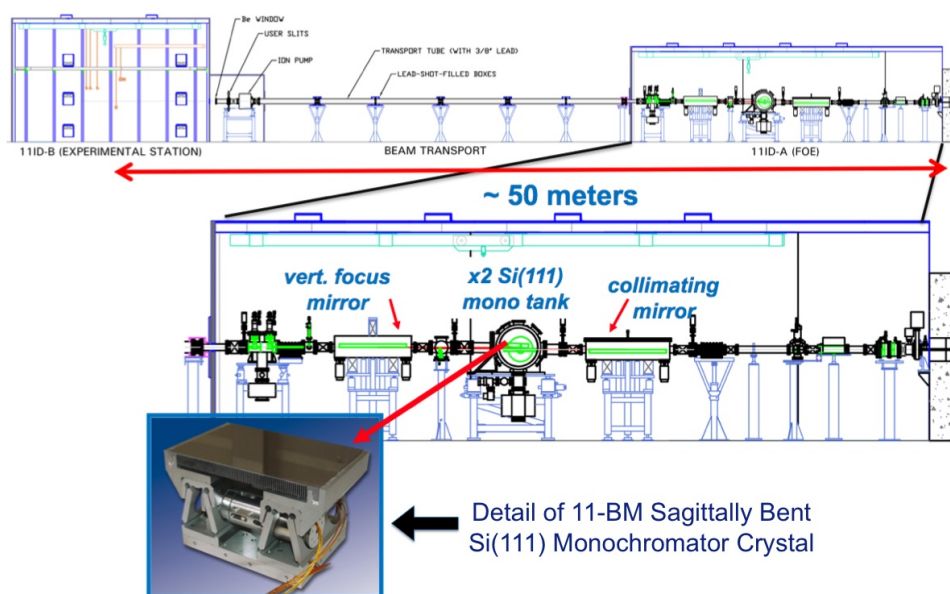 Be WINDOW
USER SLITS
ION PUMP
TRANSPORT TUBE (WITH 3/8" LEAD)
LEAD-SHOT-FILLED BOXES
11ID-B (EXPERIMENTAL STATION)
BEAM TRANSPORT
11ID-A (FOE)
~ 50 meters
vert. focus
mirror
x2 Si(111)
mono tank
collimating
mirror
Detail of 11-BM Sagittally Bent
Si(111) Monochromator Crystal